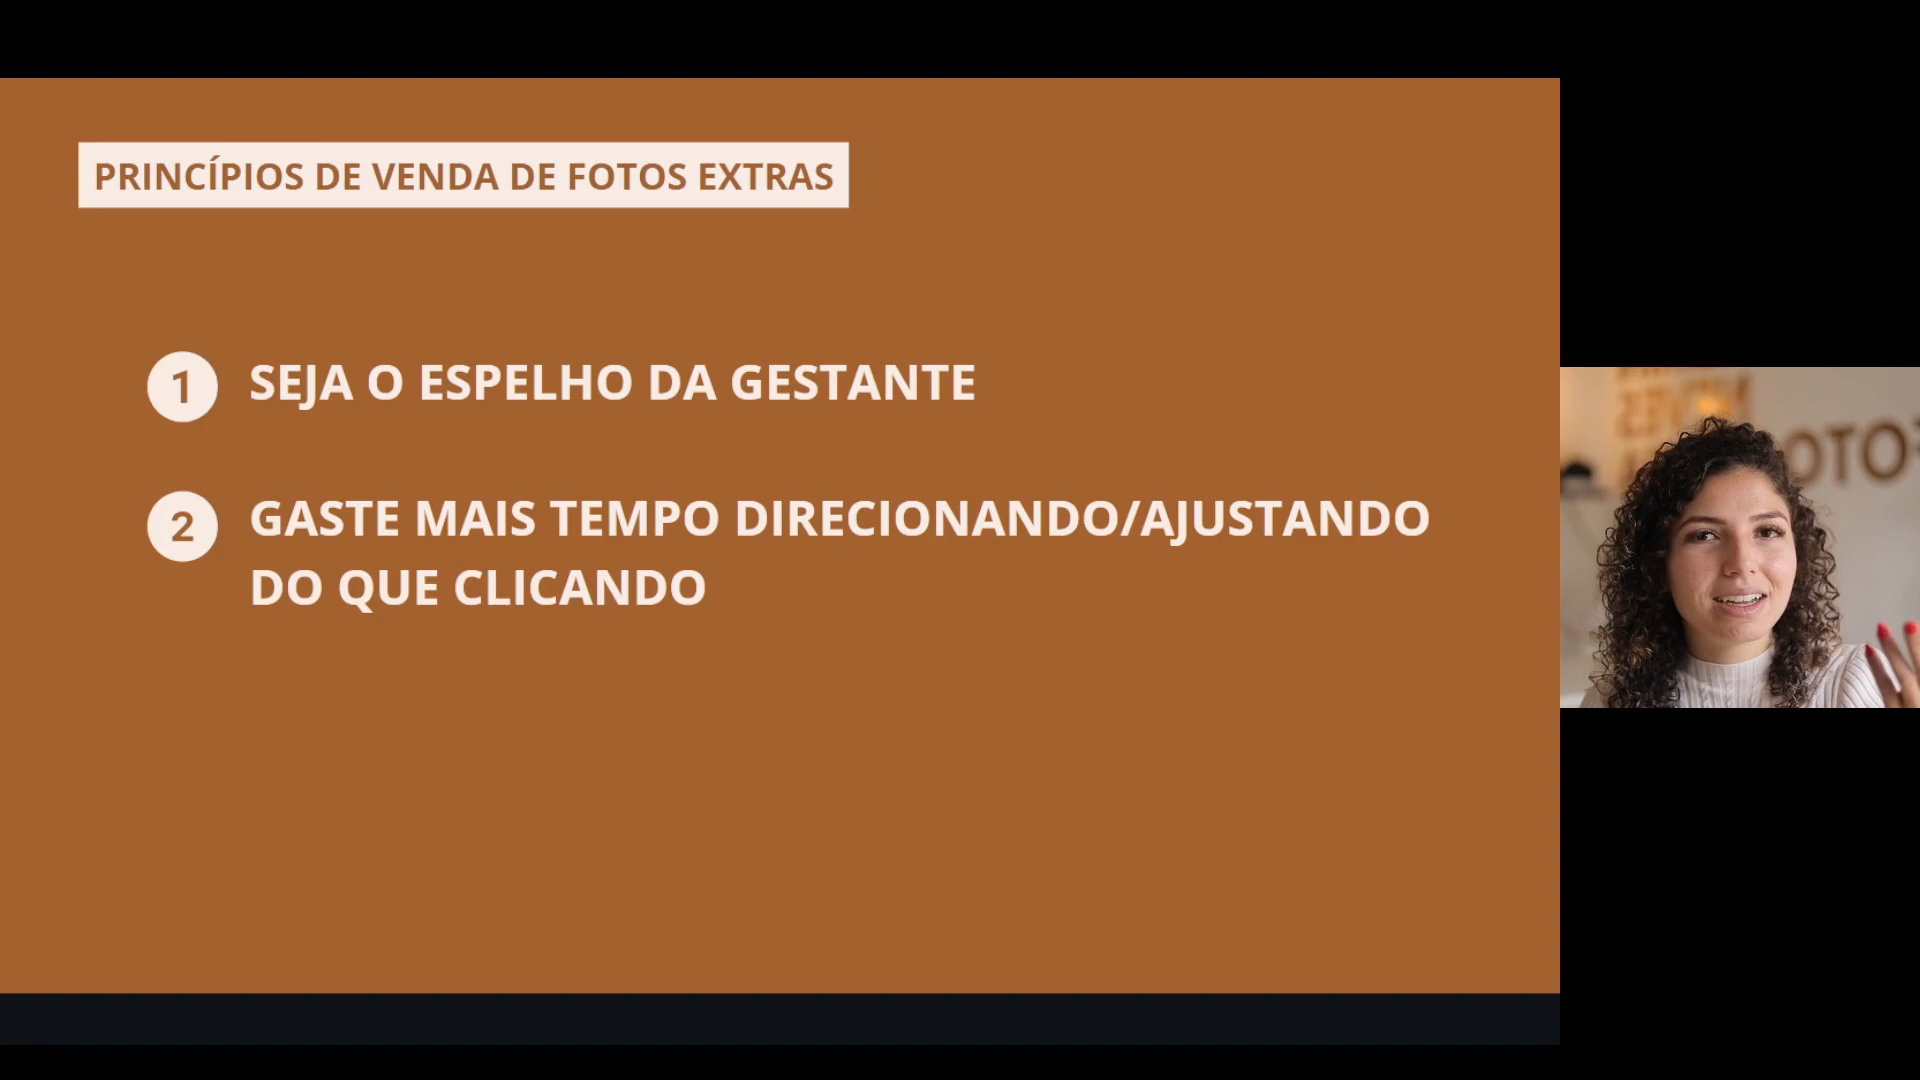 PRINCÍPIOS DE VENDA DE FOTOS EXTRAS
1 SEJA O ESPELHO DA GESTANTE
2 GASTE MAIS TEMPO DIRECIONANDO/AJUSTANDO
DO QUE CLICANDO